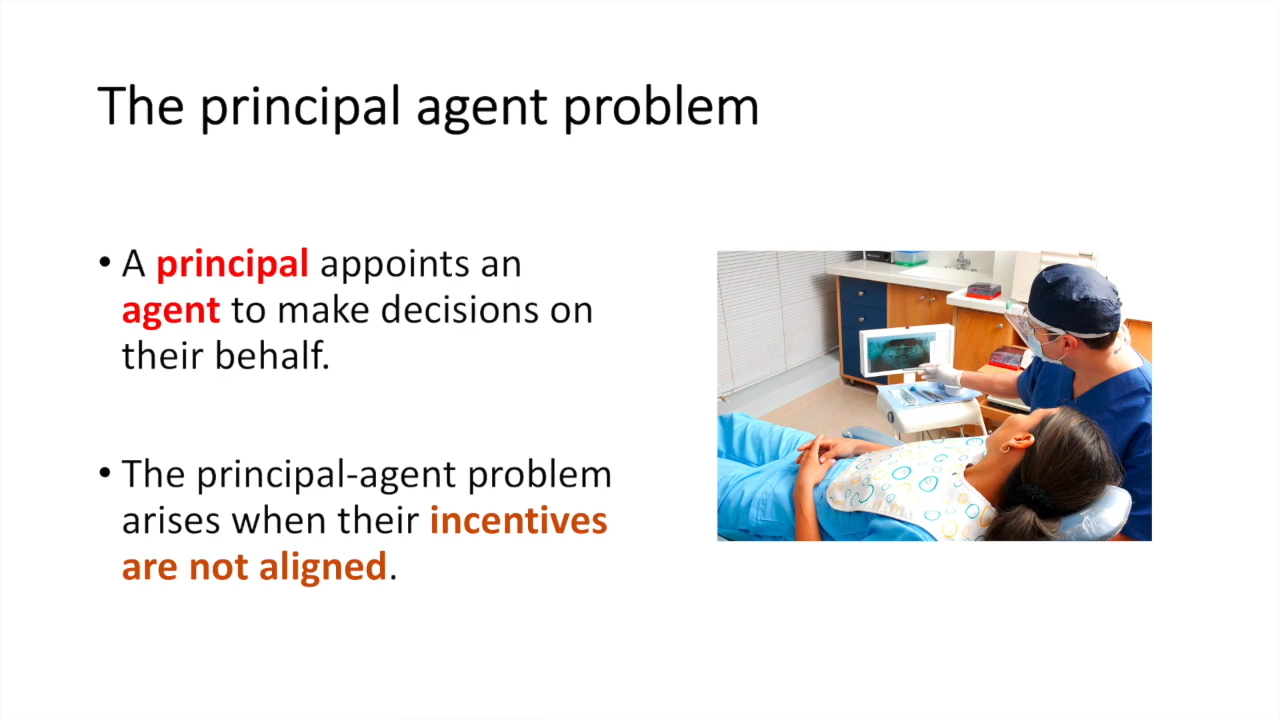 The principal agent problem
• A principal appoints an
agent to make decisions on
their behalf.
• The principal-agent problem
arises when their incentives
are not aligned.